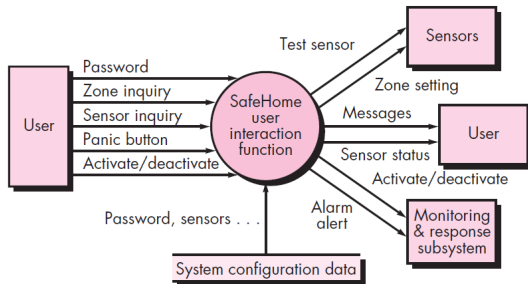 Password
Zone inquiry
Sensor inquiry
Panic button
Activate/deactivate
User
SafeHome
user
interaction
function
Test sensor
Sensors
Zone setting
Messages
User
Sensor status
Activate/deactivate
Alarm
alert
Monitoring
& response
subsystem
Password, sensors . . .
System configuration data